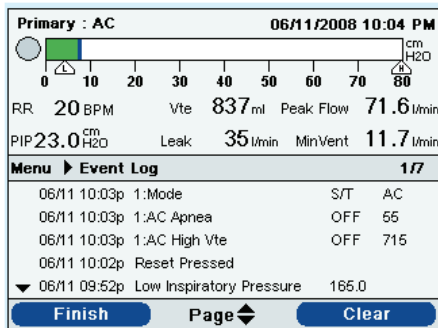 Primary : AC 06/11/2008 10:04 PM
cm H2O
L H
0 10 20 30 40 50 60 70 80
RR 20 BPM Vte 837 ml Peak Flow 71.6 l/min
PIP 23.0 cm H2O Leak 35 l/min MinVent 11.7 l/min
Menu Event Log 1/7
06/11 10:03p 1:Mode S/T AC
06/11 10:03p 1:AC Apnea OFF 55
06/11 10:03p 1:AC High Vte OFF 715
06/11 10:02p Reset Pressed
06/11 09:52p Low Inspiratory Pressure 165.0
Finish Page Clear